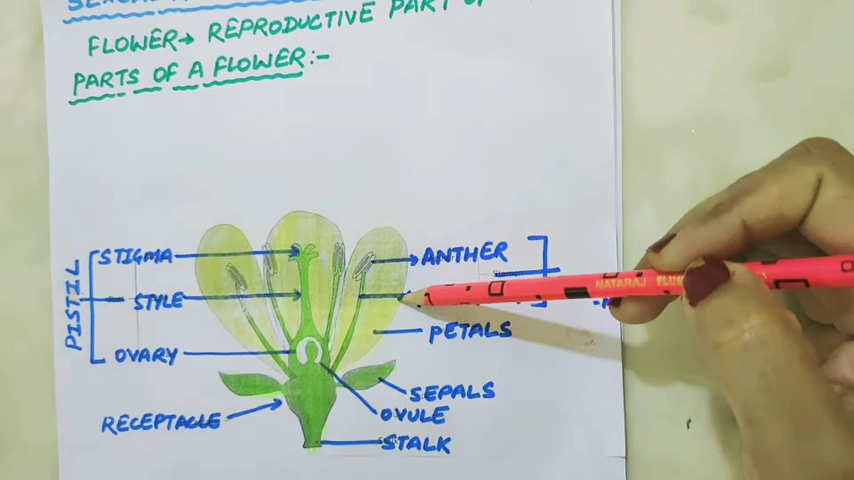 FLOWER→ REPRODUCTIVE PART
PARTS OF A FLOWER:-
STIGMA
ANTHER
PISTIL
STYLE
NATARAJ
PETALS
OVARY
SEPALS
OVULE
RECEPTACLE
STALK